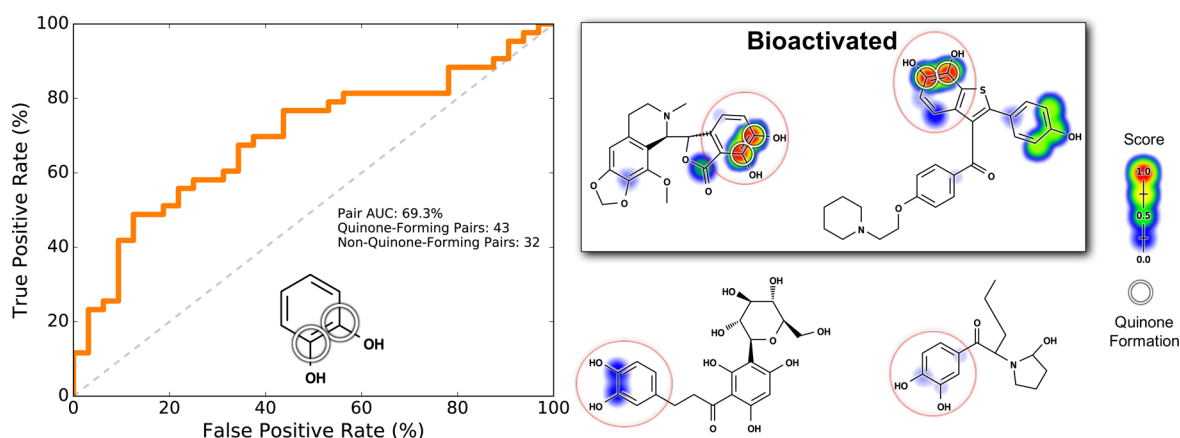 True Positive Rate (%)
100
80
60
40
20
0
0
20
40
60
80
100
False Positive Rate (%)
Pair AUC: 69.3%
Quinone-Forming Pairs: 43
Non-Quinone-Forming Pairs: 32
OH
OH
Bioactivated
N
O
O
O
O
O
OH
OH
HO
OH
S
OH
O
O
N
Score
1.0
0.5
0.0
Quinone
Formation
OH
HO
OH
HO
O
OH
HO
HO
HO
OH
O
OH
O
N
OH
OH
OH